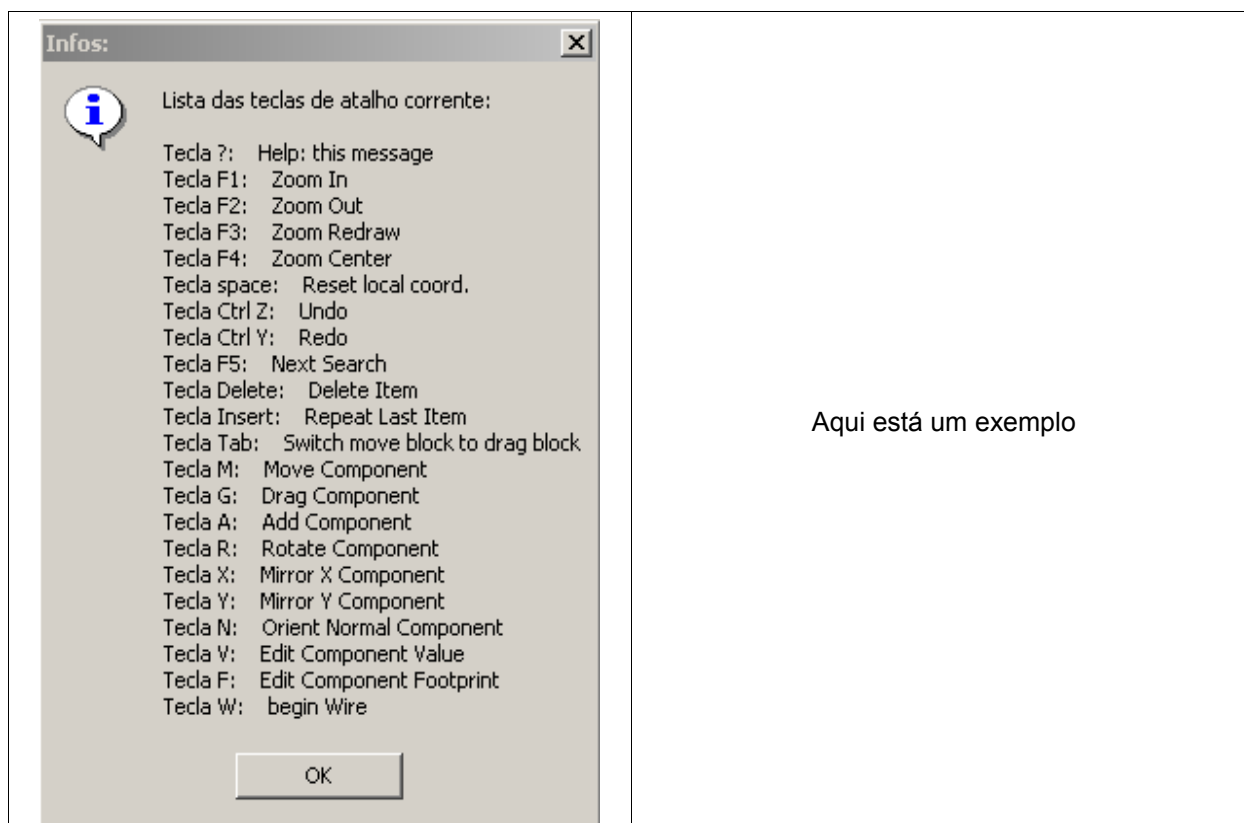 Infos:
Lista das teclas de atalho corrente:
Tecla ?: Help: this message
Tecla F1: Zoom In
Tecla F2: Zoom Out
Tecla F3: Zoom Redraw
Tecla F4: Zoom Center
Tecla space: Reset local coord.
Tecla Ctrl Z: Undo
Tecla Ctrl Y: Redo
Tecla F5: Next Search
Tecla Delete: Delete Item
Tecla Insert: Repeat Last Item
Tecla Tab: Switch move block to drag block
Tecla M: Move Component
Tecla G: Drag Component
Tecla A: Add Component
Tecla R: Rotate Component
Tecla X: Mirror X Component
Tecla Y: Mirror Y Component
Tecla N: Orient Normal Component
Tecla V: Edit Component Value
Tecla F: Edit Component Footprint
Tecla W: begin Wire
OK
Aqui está um exemplo